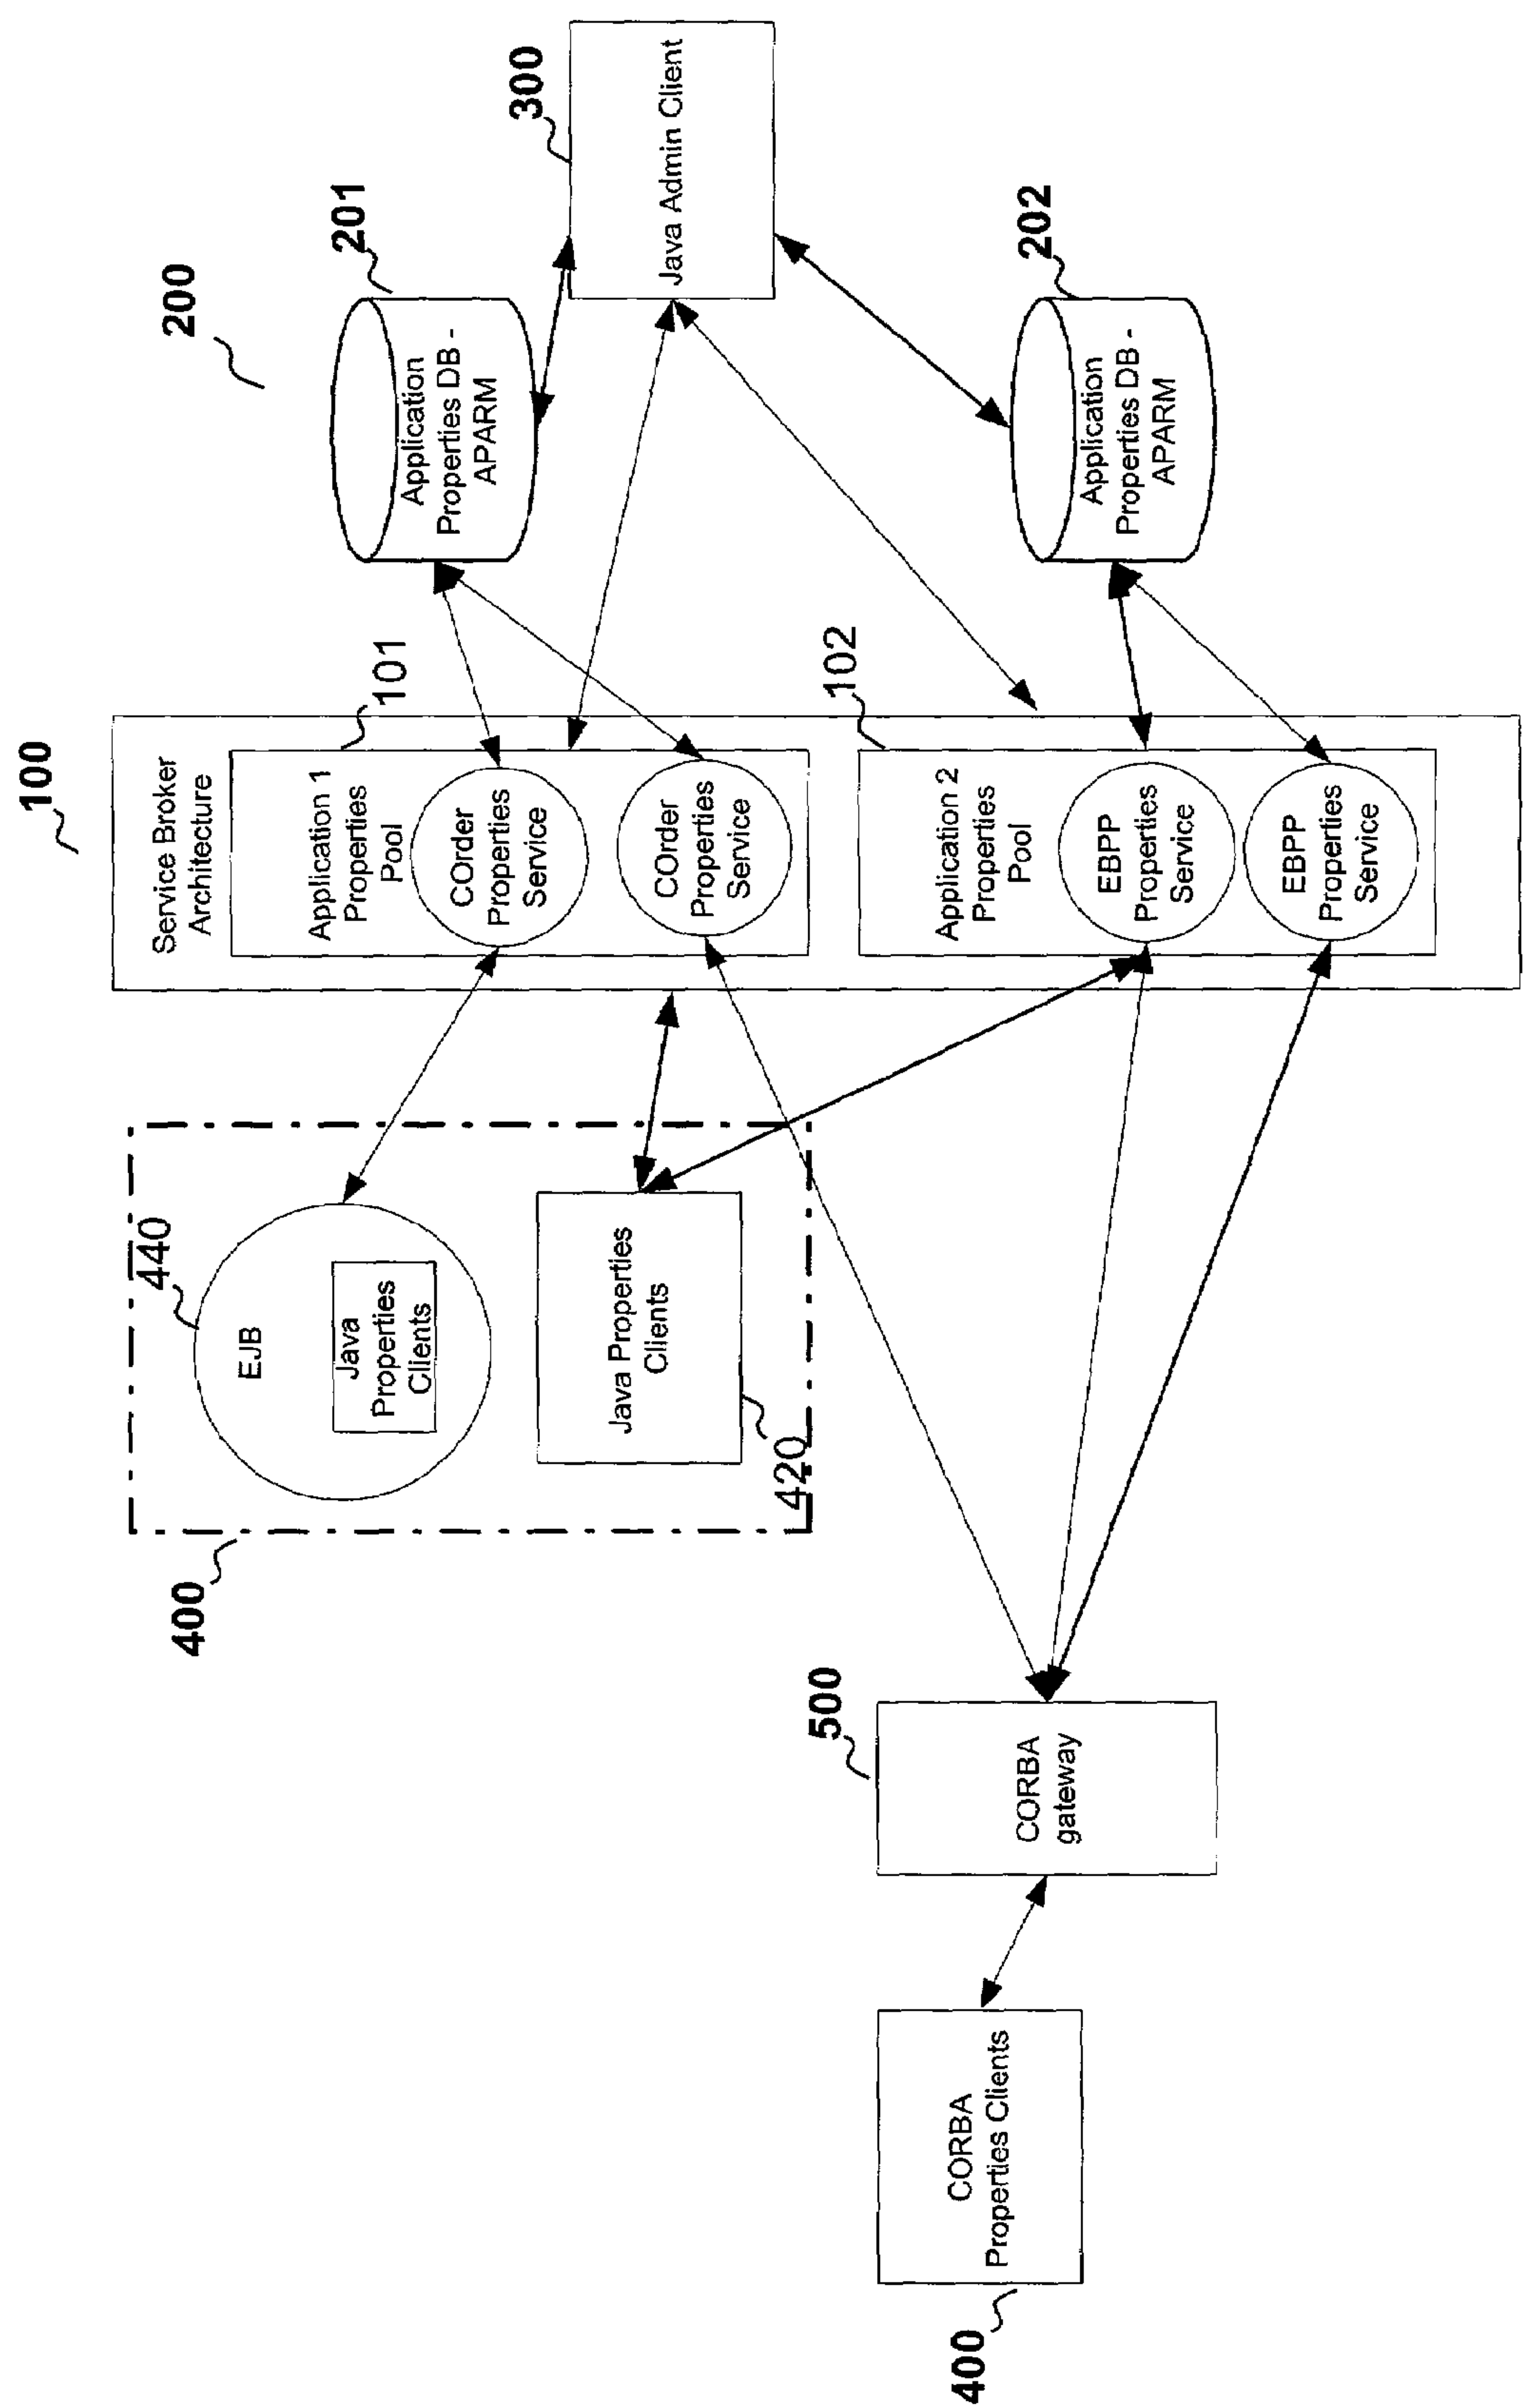 100
Service Broker
Architecture
Application 1
Properties
Pool
101
COrder
Properties
Service
COrder
Properties
Service
102
Application 2
Properties
Pool
EBPP
Properties
Service
EBPP
Properties
Service
200
201
Application
Properties DB -
APARM
202
Application
Properties DB -
APARM
300
Java Admin Client
400
440
EJB
Java
Properties
Clients
Java Properties
Clients
420
500
CORBA
gateway
CORBA
Properties Clients
400